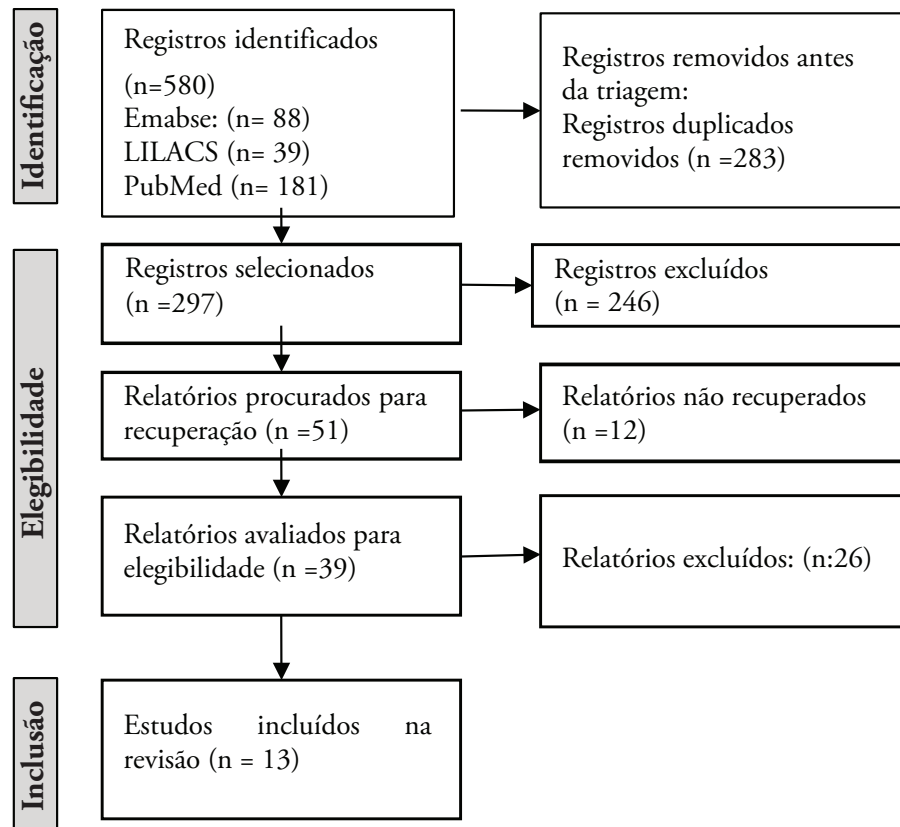 Identificação
Registros identificados
(n=580)
Emabse: (n= 88)
LILACS (n= 39)
PubMed (n= 181)
Registros removidos antes
da triagem:
Registros duplicados
removidos (n =283)
Elegibilidade
Registros selecionados
(n =297)
Registros excluídos
(n = 246)
Relatórios procurados para
recuperação (n =51)
Relatórios não recuperados
(n =12)
Relatórios avaliados para
elegibilidade (n =39)
Relatórios excluídos: (n:26)
Inclusão
Estudos incluídos na
revisão (n = 13)